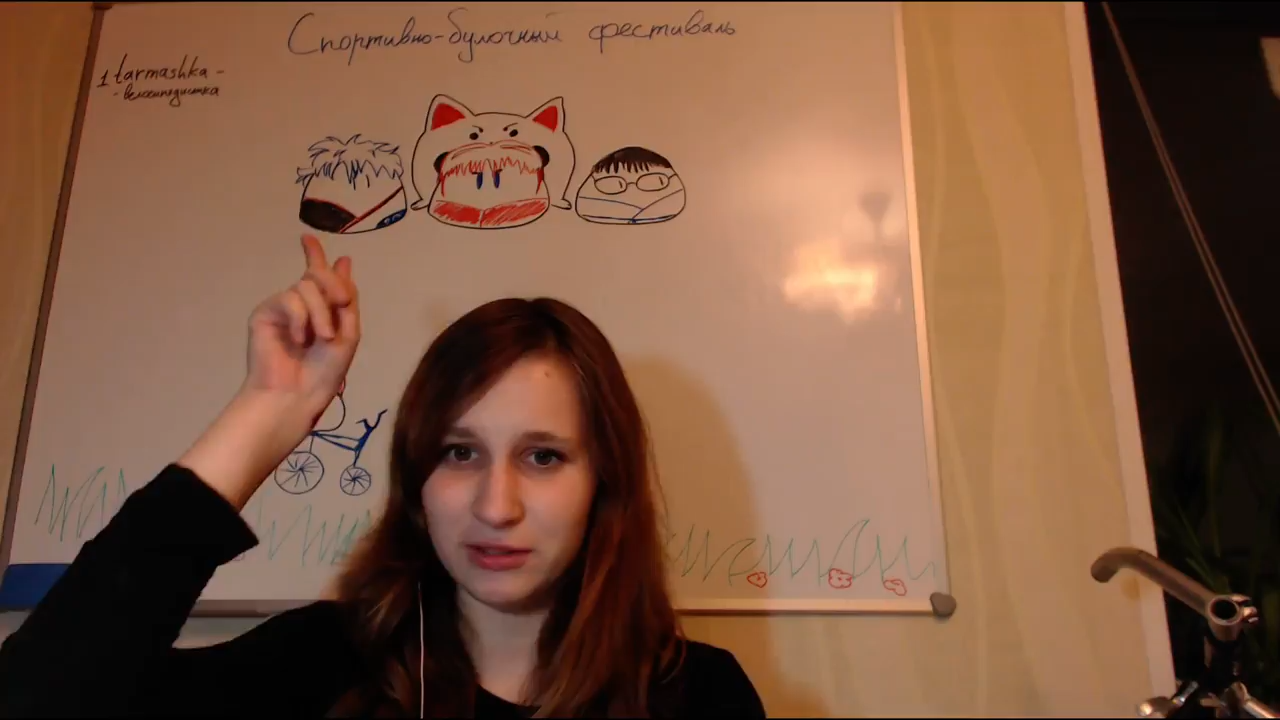 Спортивно-булочный фестиваль
1 tarmashka -
- велосипедистка